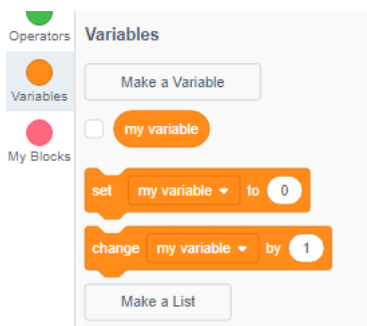 Operators
Variables
My Blocks
Variables
Make a Variable
my variable
set my variable to 0
change my variable by 1
Make a List